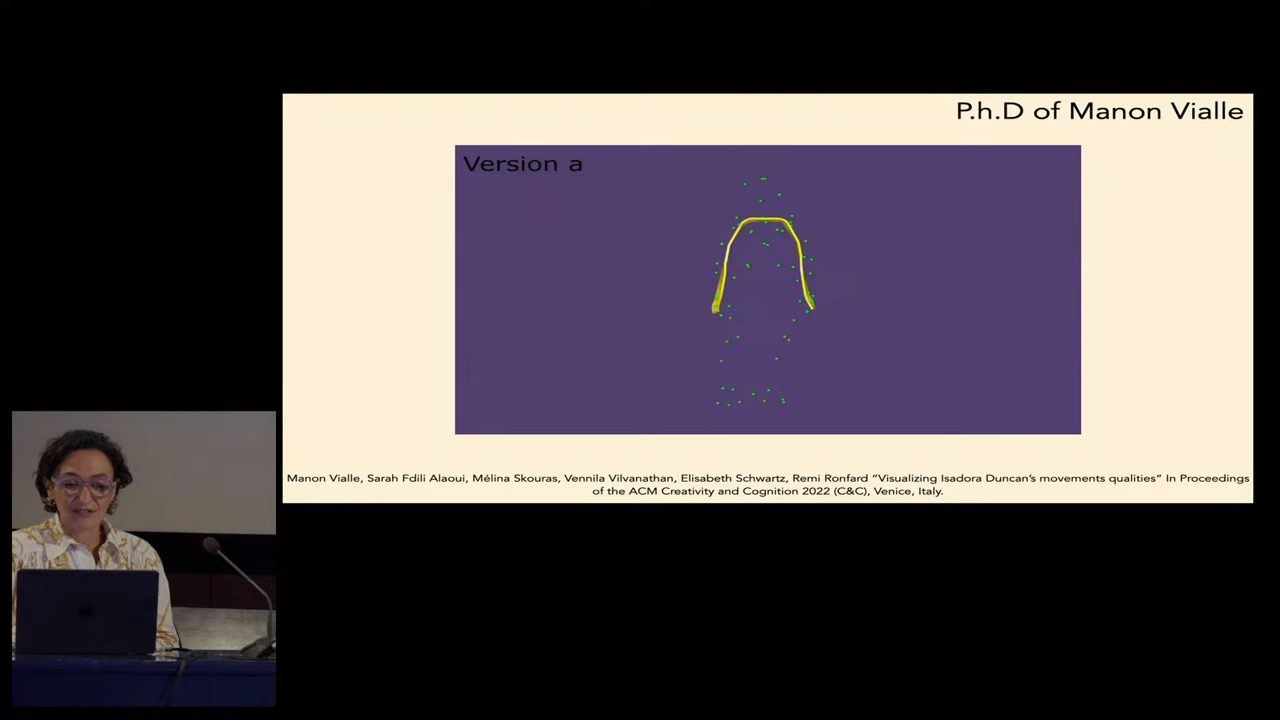 P.h.D of Manon Vialle
Version a
Manon Vialle, Sarah Fdili Alaoui, Mélina Skouras, Vennila Vilvanathan, Elisabeth Schwartz, Remi Ronfard “Visualizing Isadora Duncan’s movements qualities” In Proceedings
of the ACM Creativity and Cognition 2022 (C&C), Venice, Italy.